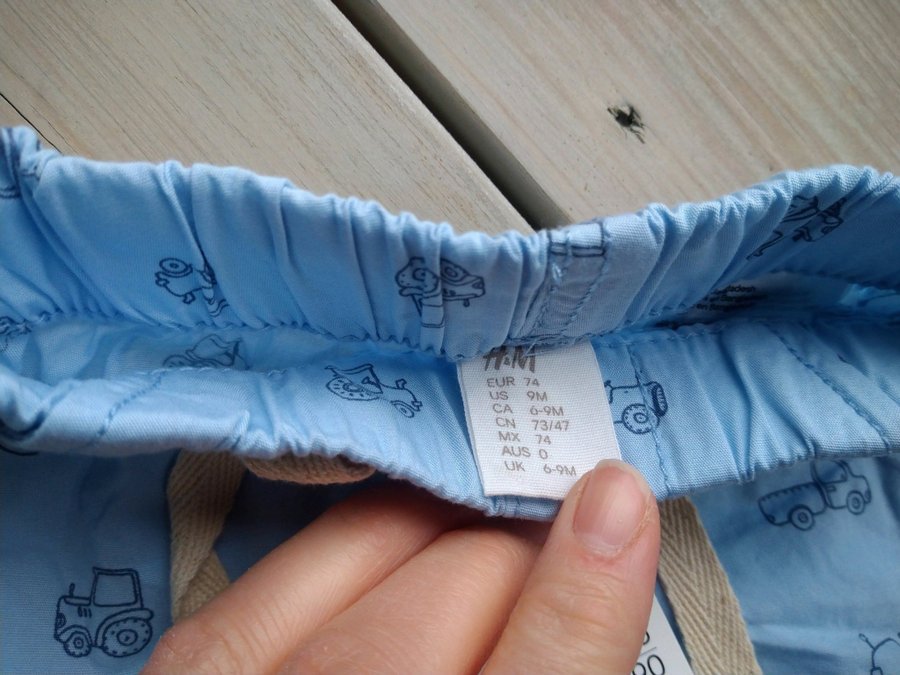 H&M
EUR 74
US 9M
CA 6-9M
CN 73/47
MX 74
AUS 0
UK 6-9M